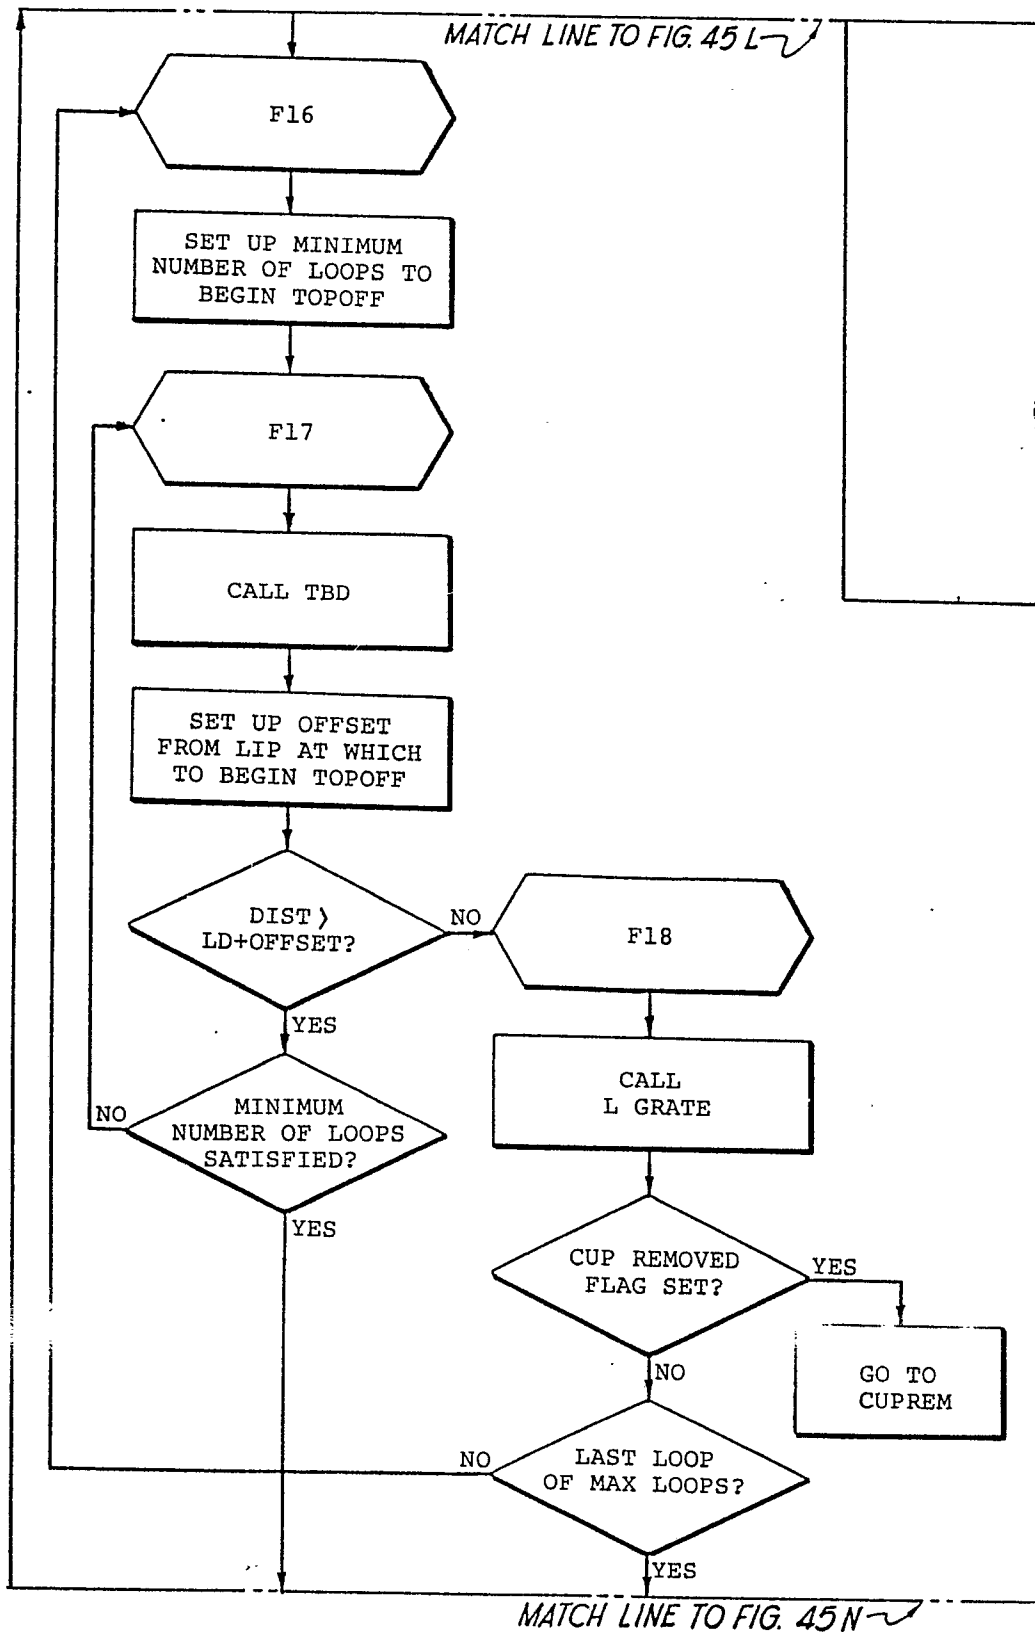 MATCH LINE TO FIG. 45 L
F16
SET UP MINIMUM
NUMBER OF LOOPS TO
BEGIN TOPOFF
F17
CALL TBD
SET UP OFFSET
FROM LIP AT WHICH
TO BEGIN TOPOFF
DIST >
LD+OFFSET?
NO
F18
YES
CALL
L GRATE
MINIMUM
NUMBER OF LOOPS
SATISFIED?
NO
YES
CUP REMOVED
FLAG SET?
YES
GO TO
CUPREM
NO
LAST LOOP
OF MAX LOOPS?
NO
YES
MATCH LINE TO FIG. 45N